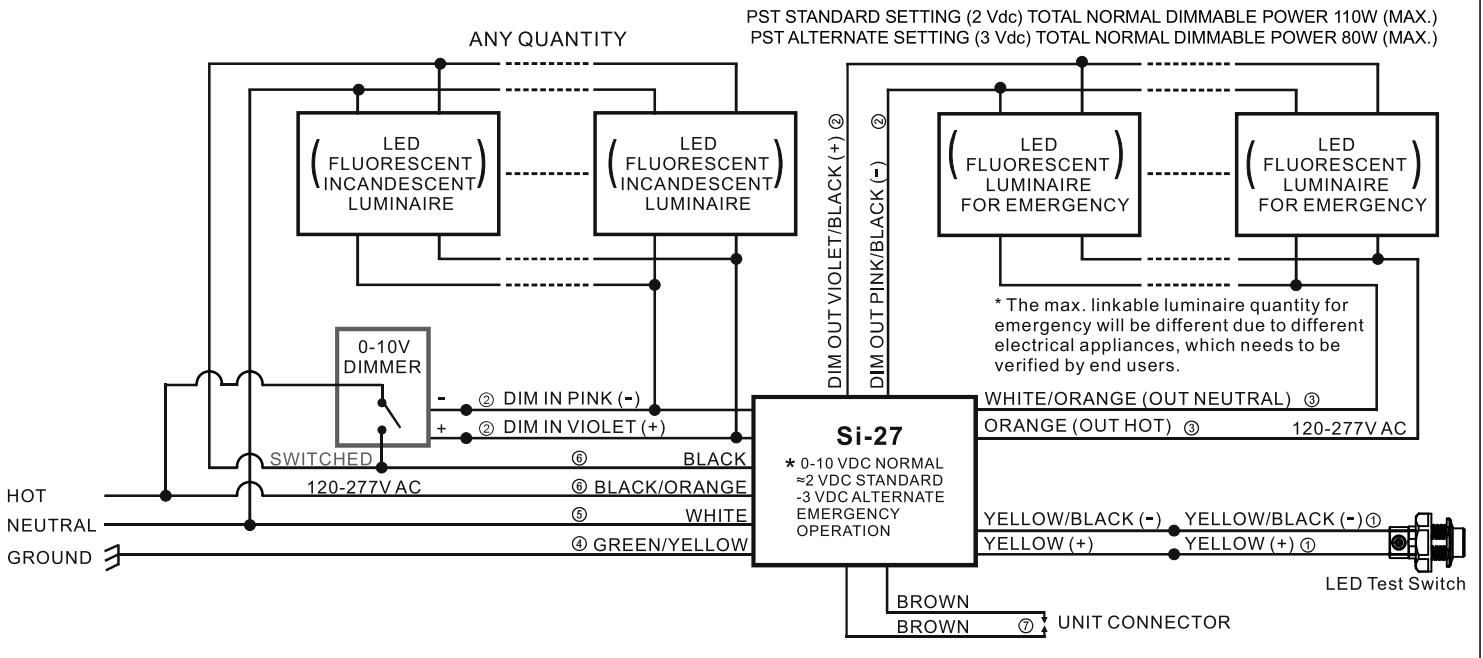 PST STANDARD SETTING (2 Vdc) TOTAL NORMAL DIMMABLE POWER 110W (MAX.)
PST ALTERNATE SETTING (3 Vdc) TOTAL NORMAL DIMMABLE POWER 80W (MAX.)
ANY QUANTITY
LED
FLUORESCENT
INCANDESCENT
LUMINAIRE
LED
FLUORESCENT
INCANDESCENT
LUMINAIRE
DIM OUT VIOLET/BLACK (+) ②
DIM OUT PINK/BLACK (-) ②
( LED )
FLUORESCENT
LUMINAIRE
FOR EMERGENCY
( LED )
FLUORESCENT
LUMINAIRE
FOR EMERGENCY
* The max. linkable luminaire quantity for
emergency will be different due to different
electrical appliances, which needs to be
verified by end users.
0-10V
DIMMER
- ② DIM IN PINK (-)
+ ② DIM IN VIOLET (+)
SWITCHED ⑥ BLACK
HOT 120-277V AC ⑥ BLACK/ORANGE
NEUTRAL ⑤ WHITE
GROUND ④ GREEN/YELLOW
Si-27
* 0-10 VDC NORMAL
≈2 VDC STANDARD
-3 VDC ALTERNATE
EMERGENCY
OPERATION
WHITE/ORANGE (OUT NEUTRAL) ③
ORANGE (OUT HOT) ③ 120-277V AC
YELLOW/BLACK (-) YELLOW/BLACK (-) ①
YELLOW (+) YELLOW (+) ①
LED Test Switch
BROWN
BROWN ⑦ UNIT CONNECTOR